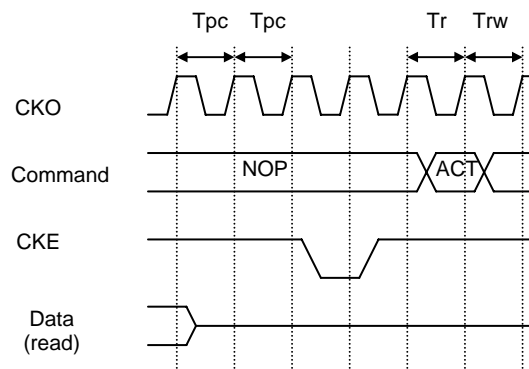 Tpc Tpc Tr Trw
CKO
Command NOP ACT
CKE
Data
(read)